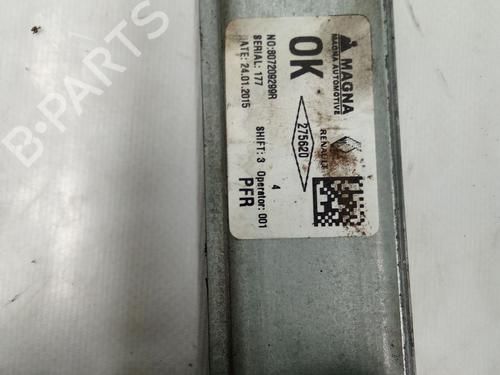 MAGNA
MAGNA AUTOMOTIVE
RENAULT
OK
275620
4
NO:807209299R
SERIAL: 177
DATE: 24.01.2015
SHIFT: 3 Operator: 001
PFR
B-PARTS